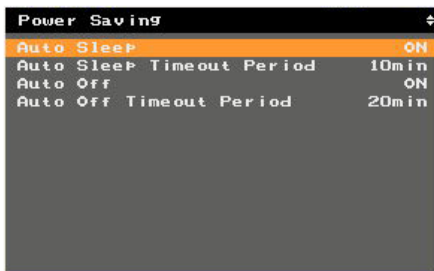 Power Saving
Auto Sleep ON
Auto Sleep Timeout Period 10min
Auto Off ON
Auto Off Timeout Period 20min